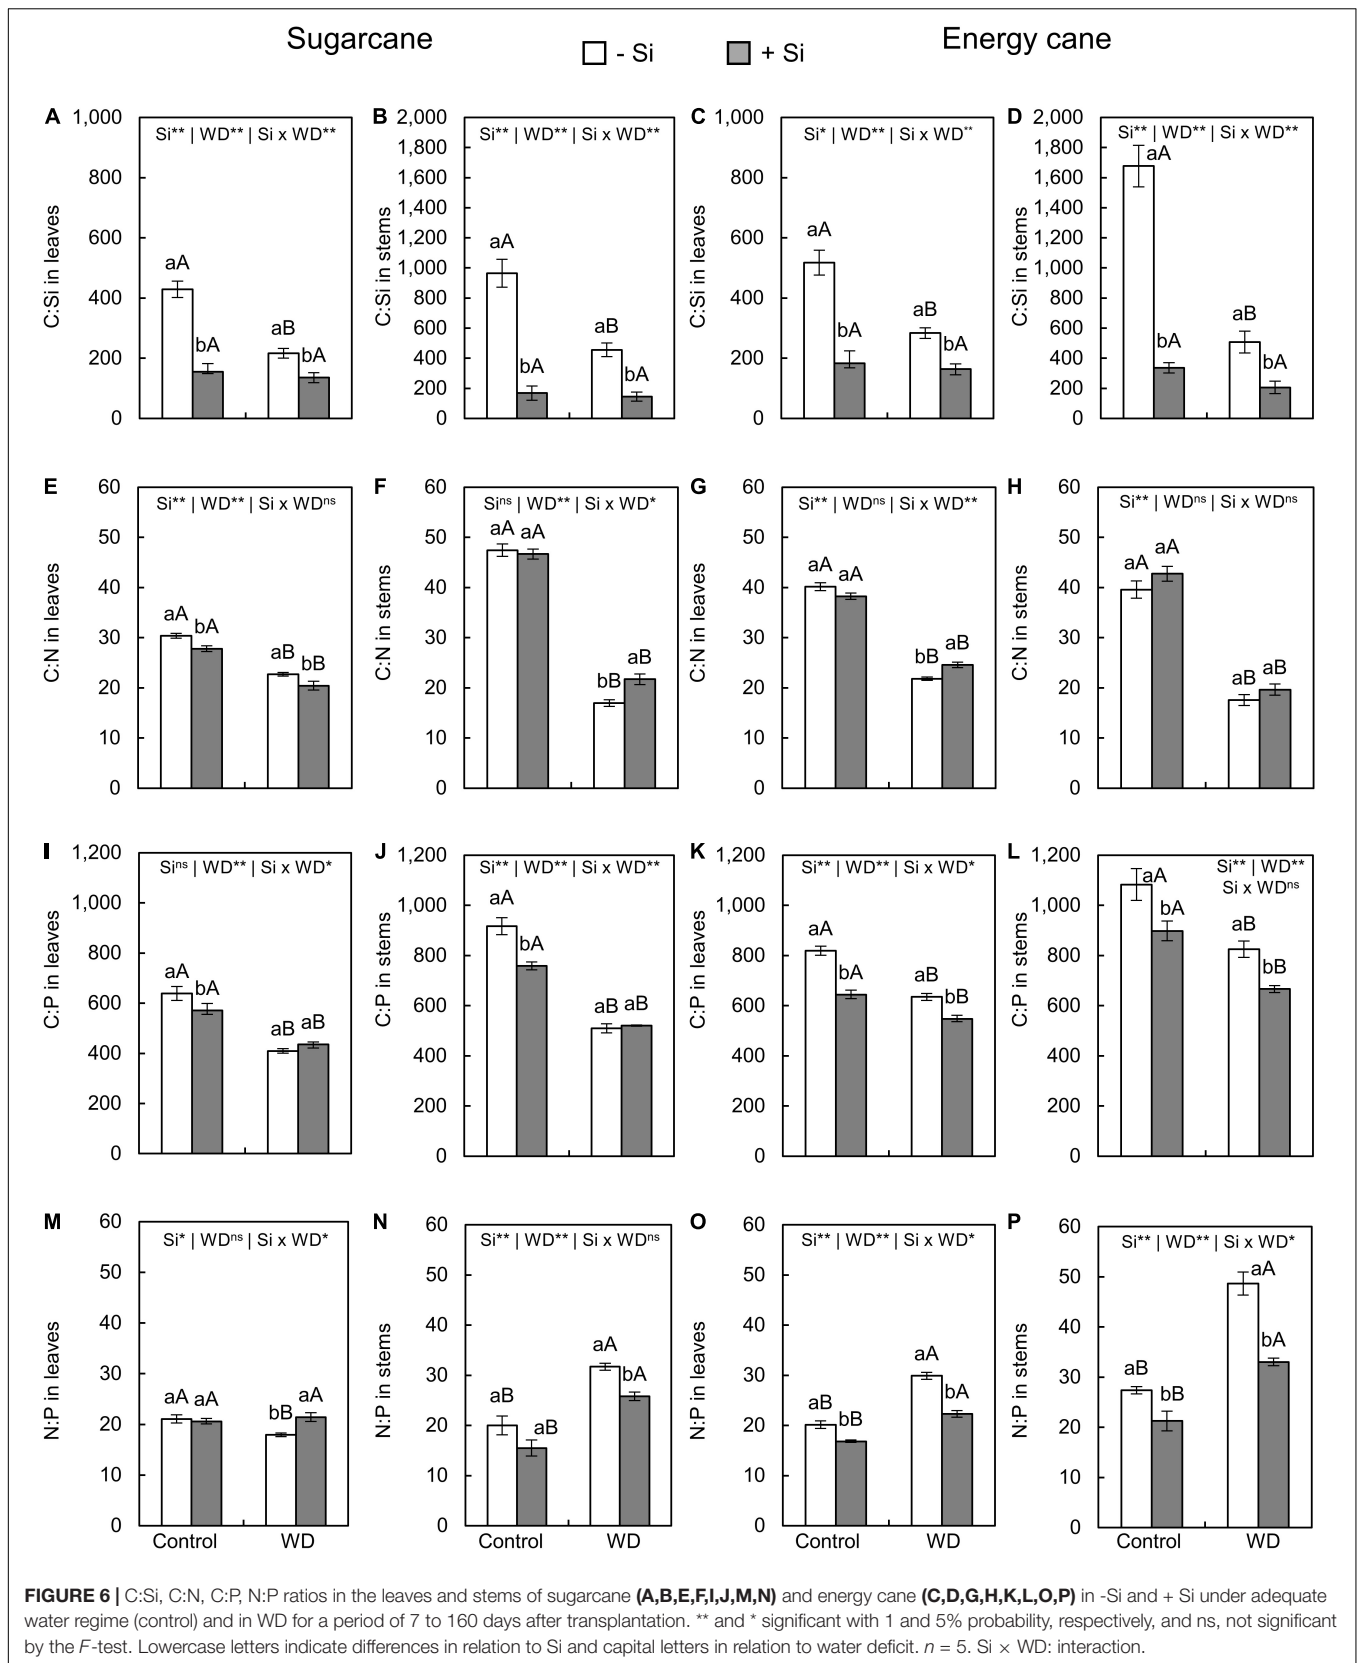 Sugarcane
- Si
+ Si
Energy cane
A
1,000
800
600
400
200
0
C:Si in leaves
Si** | WD** | Si x WD**
aA
bA
aB
bA
B
2,000
1,800
1,600
1,400
1,200
1,000
800
600
400
200
0
C:Si in stems
Si** | WD** | Si x WD**
aA
bA
aB
bA
C
1,000
800
600
400
200
0
C:Si in leaves
Si* | WD** | Si x WD**
aA
bA
aB
bA
D
2,000
1,800
1,600
1,400
1,200
1,000
800
600
400
200
0
C:Si in stems
Si** | WD** | Si x WD**
aA
bA
aB
bA
E
60
50
40
30
20
10
0
C:N in leaves
Si** | WD** | Si x WDns
aA
bA
aB
bB
F
60
50
40
30
20
10
0
C:N in stems
Sins | WD** | Si x WD*
aA
aA
bB
aB
G
60
50
40
30
20
10
0
C:N in leaves
Si** | WDns | Si x WD**
aA
aA
bB
aB
H
60
50
40
30
20
10
0
C:N in stems
Si** | WDns | Si x WDns
aA
aA
aB
aB
I
1,200
1,000
800
600
400
200
0
C:P in leaves
Sins | WD** | Si x WD*
aA
bA
aB
aB
J
1,200
1,000
800
600
400
200
0
C:P in stems
Si** | WD** | Si x WD**
aA
bA
aB
aB
K
1,200
1,000
800
600
400
200
0
C:P in leaves
Si** | WD** | Si x WD*
aA
bA
aB
bB
L
1,200
1,000
800
600
400
200
0
C:P in stems
Si** | WD**
Si x WDns
aA
bA
aB
bB
M
60
50
40
30
20
10
0
N:P in leaves
Si* | WDns | Si x WD*
aA
aA
bB
aA
Control
WD
N
60
50
40
30
20
10
0
N:P in stems
Si** | WD** | Si x WDns
aB
aB
aA
bA
Control
WD
O
60
50
40
30
20
10
0
N:P in leaves
Si** | WD** | Si x WD*
aB
bB
aA
bA
Control
WD
P
60
50
40
30
20
10
0
N:P in stems
Si** | WD** | Si x WD*
aB
bB
aA
bA
Control
WD
FIGURE 6 | C:Si, C:N, C:P, N:P ratios in the leaves and stems of sugarcane (A,B,E,F,I,J,M,N) and energy cane (C,D,G,H,K,L,O,P) in -Si and + Si under adequate
water regime (control) and in WD for a period of 7 to 160 days after transplantation. ** and * significant with 1 and 5% probability, respectively, and ns, not significant
by the F-test. Lowercase letters indicate differences in relation to Si and capital letters in relation to water deficit. n = 5. Si × WD: interaction.